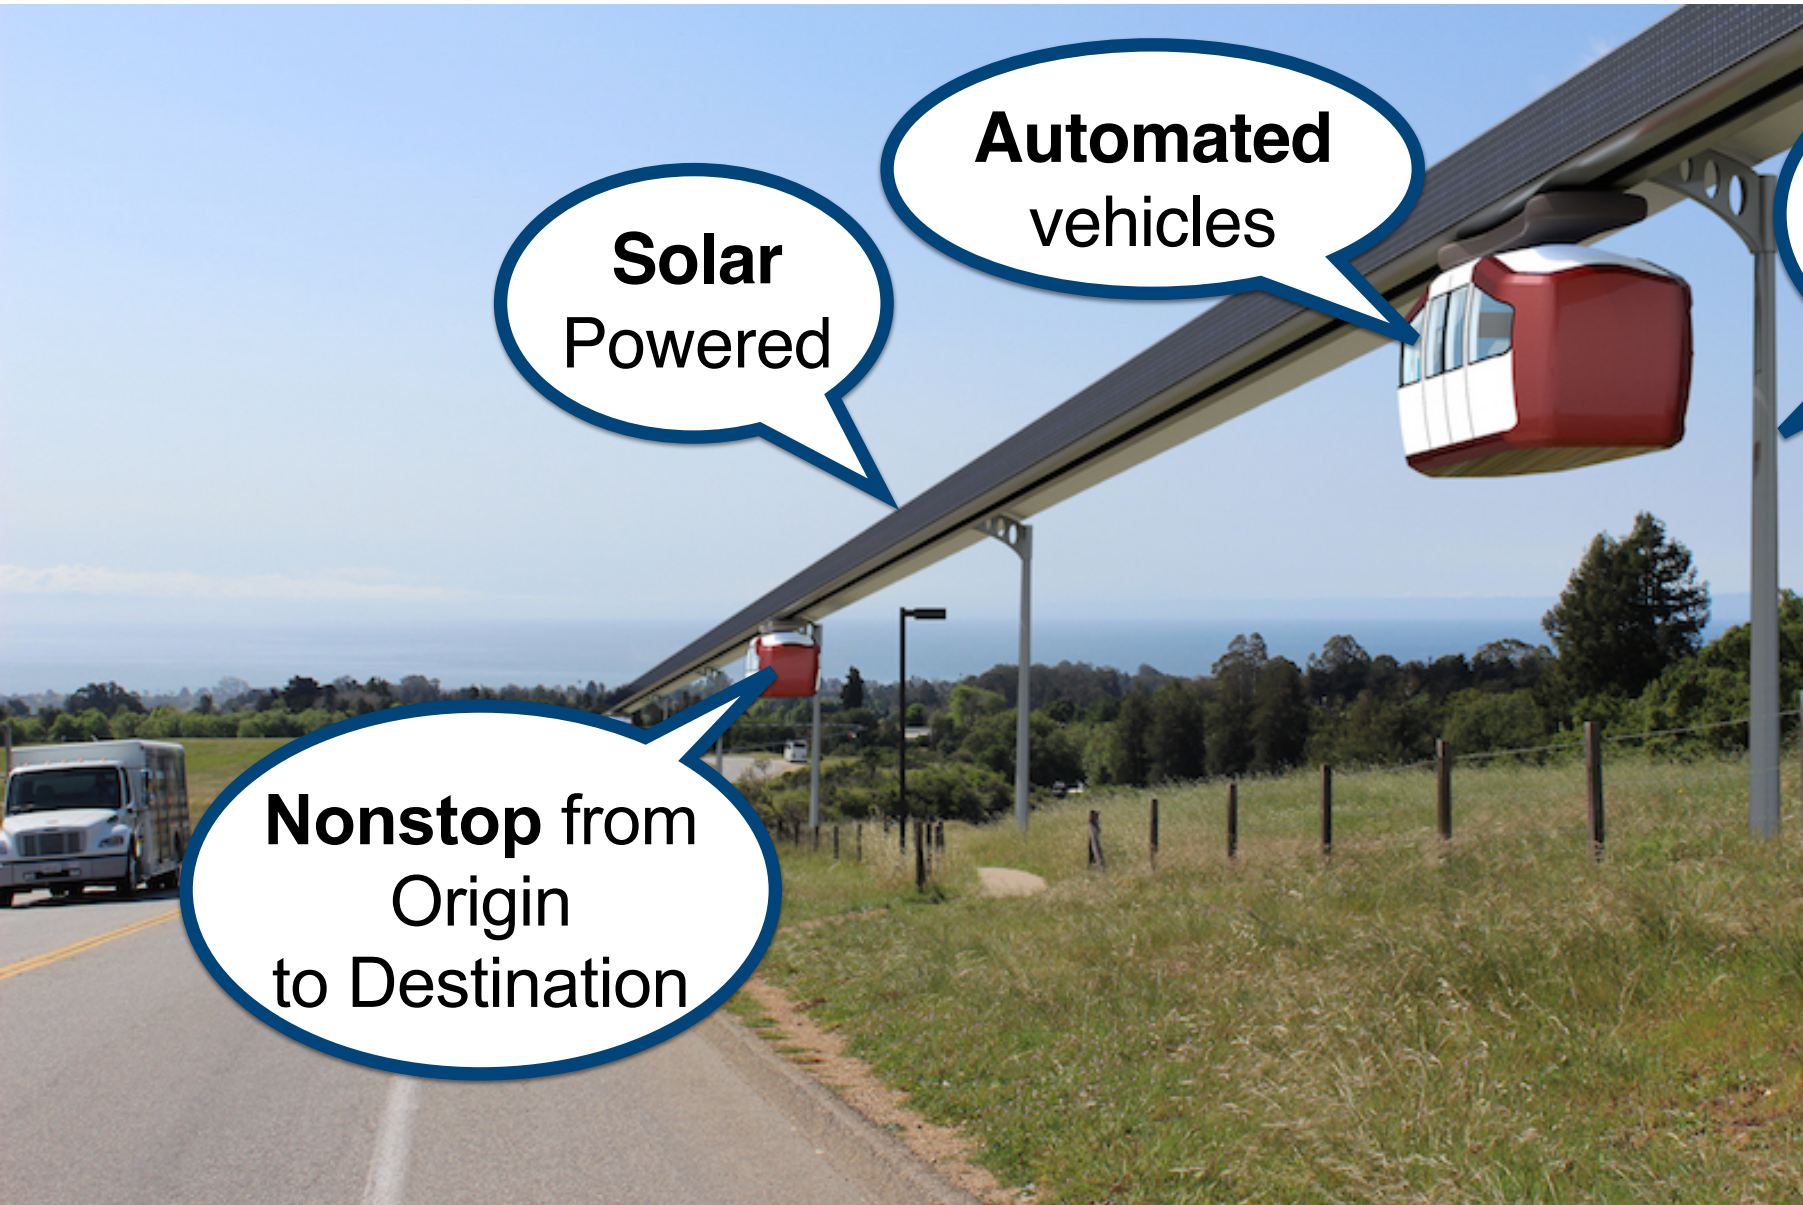 Automated
vehicles
Solar
Powered
Nonstop from
Origin
to Destination